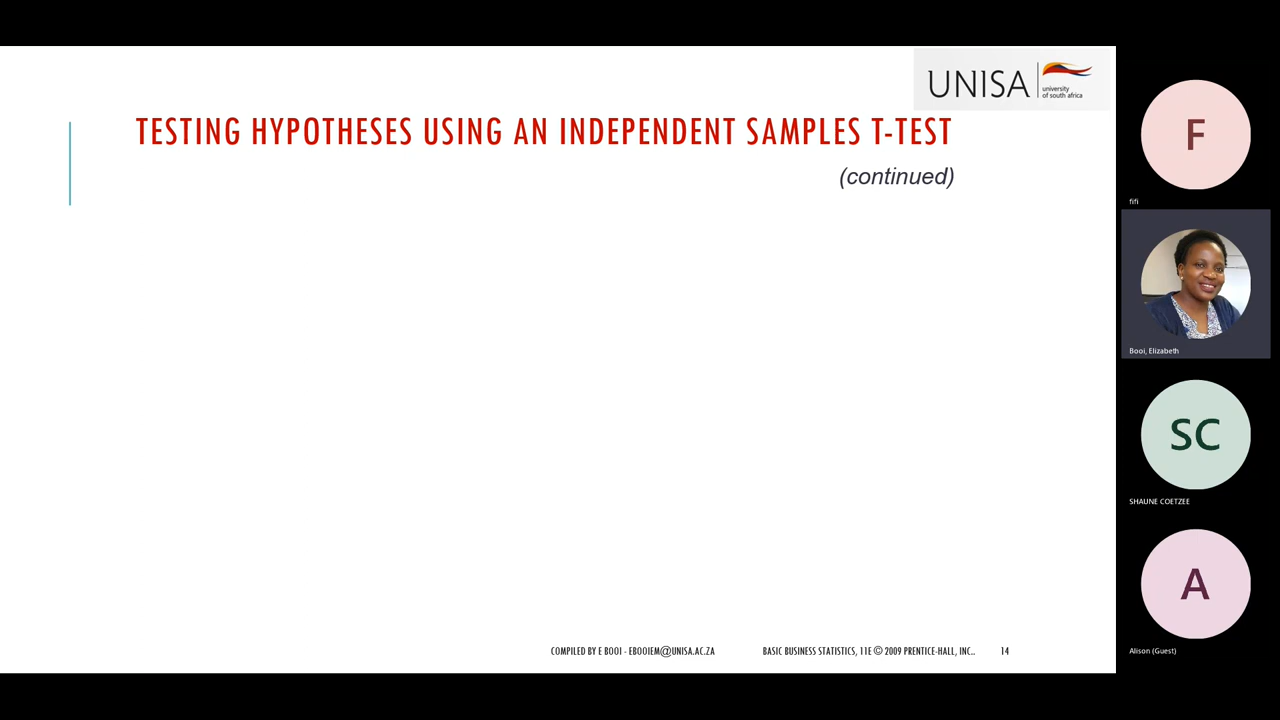 UNISA
university
of south africa
TESTING HYPOTHESES USING AN INDEPENDENT SAMPLES T-TEST
(continued)
COMPILED BY E BOOI - EBOOIEM@UNISA.AC.ZA
BASIC BUSINESS STATISTICS, 11E © 2009 PRENTICE-HALL, INC..
14
F
fifi
Booi, Elizabeth
SC
SHAUNE COETZEE
A
Alison (Guest)